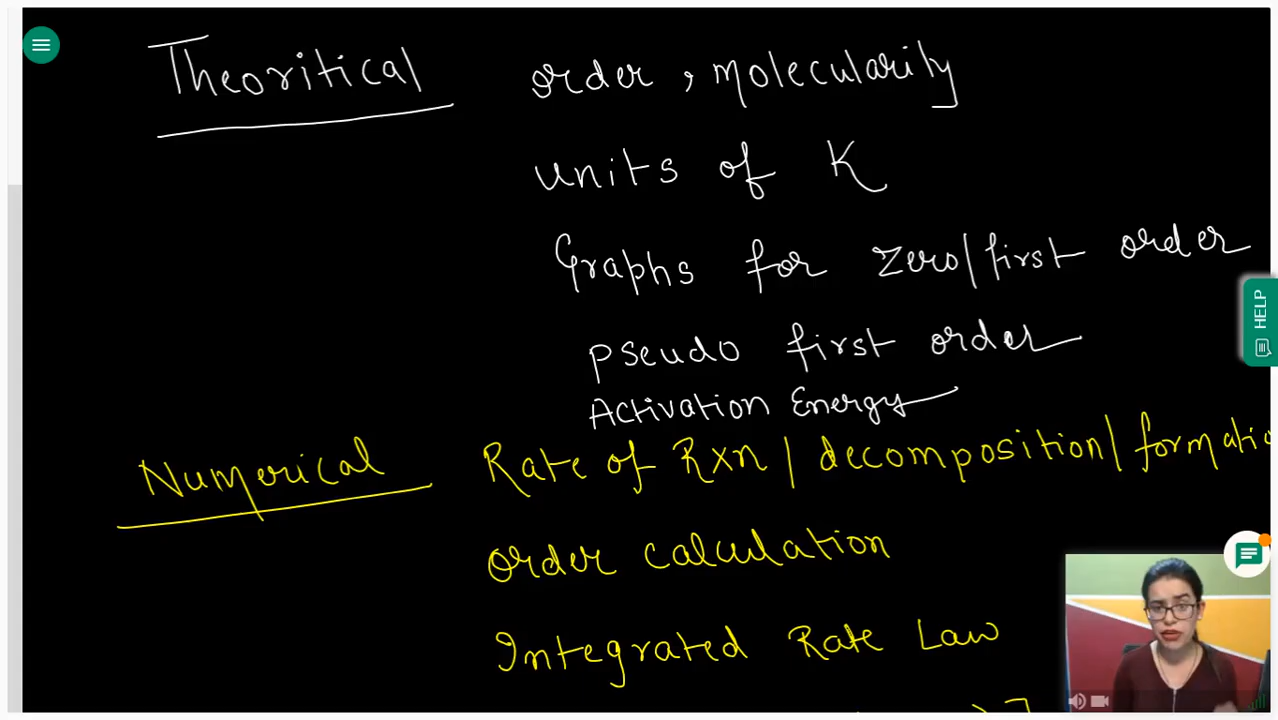 Theoritical order, molecularity
units of K
Graphs for zero/first order
pseudo first order
Activation Energy
Numerical Rate of Rxn / decomposition / formatio
order calculation
Integrated Rate Law
HELP